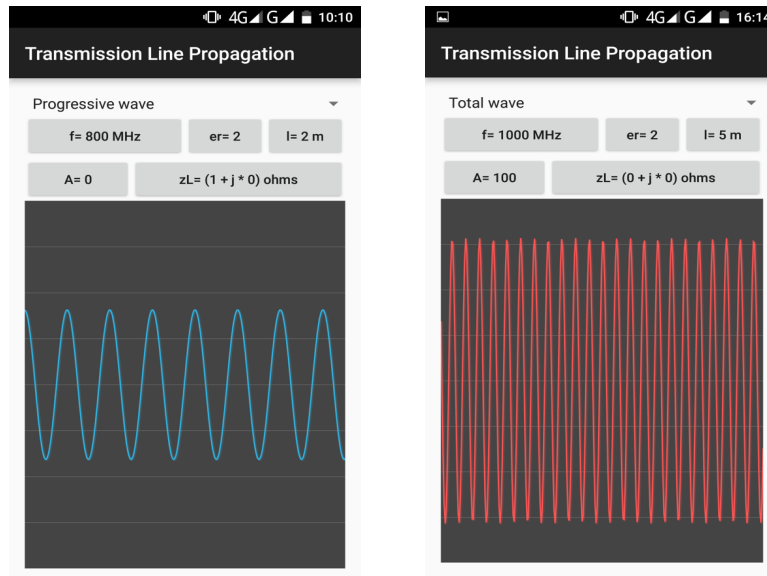 4G G 10:10
Transmission Line Propagation
Progressive wave
f= 800 MHz er= 2 l= 2 m
A= 0 zL= (1 + j * 0) ohms
4G G 16:14
Transmission Line Propagation
Total wave
f= 1000 MHz er= 2 l= 5 m
A= 100 zL= (0 + j * 0) ohms